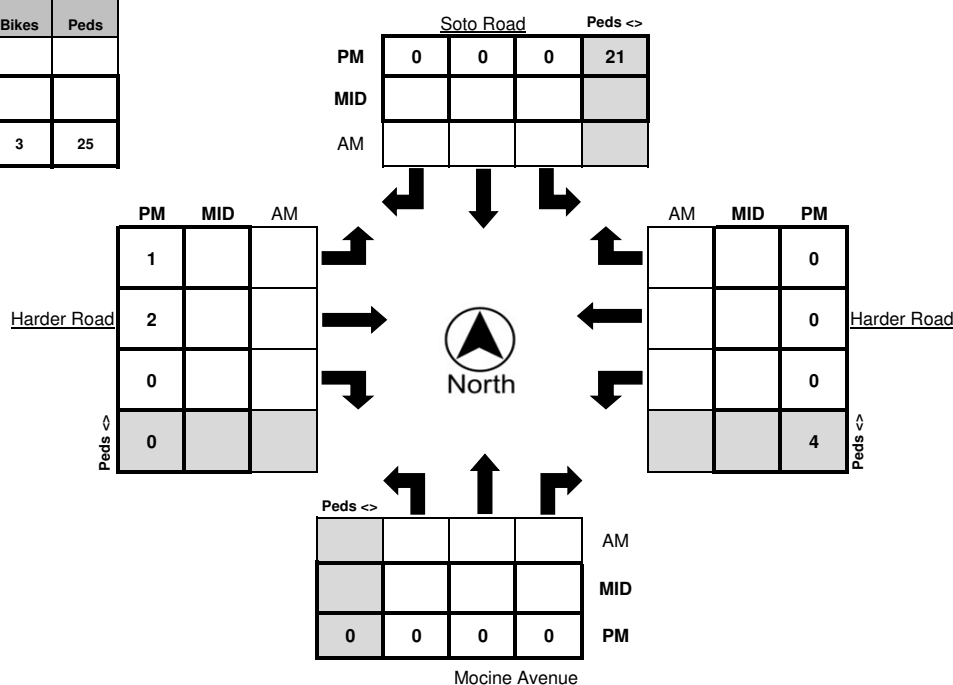 Bikes Peds
3 25
Soto Road Peds <>
PM 0 0 0 21
MID
AM
PM MID AM
1
Harder Road 2
0
Peds <> 0
AM MID PM
0
0 Harder Road
0
4 Peds <>
North
Peds <>
AM
MID
0 0 0 0 PM
Mocine Avenue